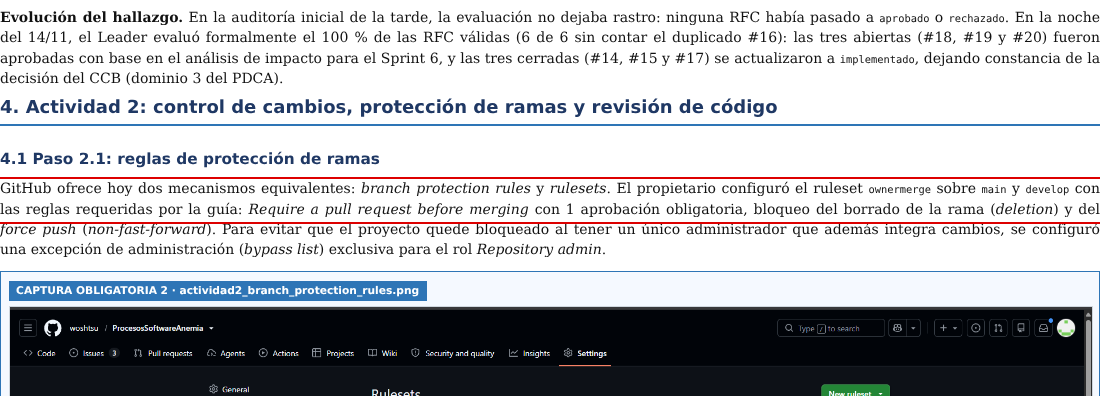 Evolución del hallazgo. En la auditoría inicial de la tarde, la evaluación no dejaba rastro: ninguna RFC había pasado a aprobado o rechazado. En la noche
del 14/11, el Leader evaluó formalmente el 100 % de las RFC válidas (6 de 6 sin contar el duplicado #16): las tres abiertas (#18, #19 y #20) fueron
aprobadas con base en el análisis de impacto para el Sprint 6, y las tres cerradas (#14, #15 y #17) se actualizaron a implementado, dejando constancia de la
decisión del CCB (dominio 3 del PDCA).
4. Actividad 2: control de cambios, protección de ramas y revisión de código
4.1 Paso 2.1: reglas de protección de ramas
GitHub ofrece hoy dos mecanismos equivalentes: branch protection rules y rulesets. El propietario configuró el ruleset ownermerge sobre main y develop con
las reglas requeridas por la guía: Require a pull request before merging con 1 aprobación obligatoria, bloqueo del borrado de la rama (deletion) y del
force push (non-fast-forward). Para evitar que el proyecto quede bloqueado al tener un único administrador que además integra cambios, se configuró
una excepción de administración (bypass list) exclusiva para el rol Repository admin.
CAPTURA OBLIGATORIA 2 · actividad2_branch_protection_rules.png
woshtsu / ProcesosSoftwareAnemia
Type / to search
Code Issues 3 Pull requests Agents Actions Projects Wiki Security and quality Insights Settings
General
Rulesets
New ruleset